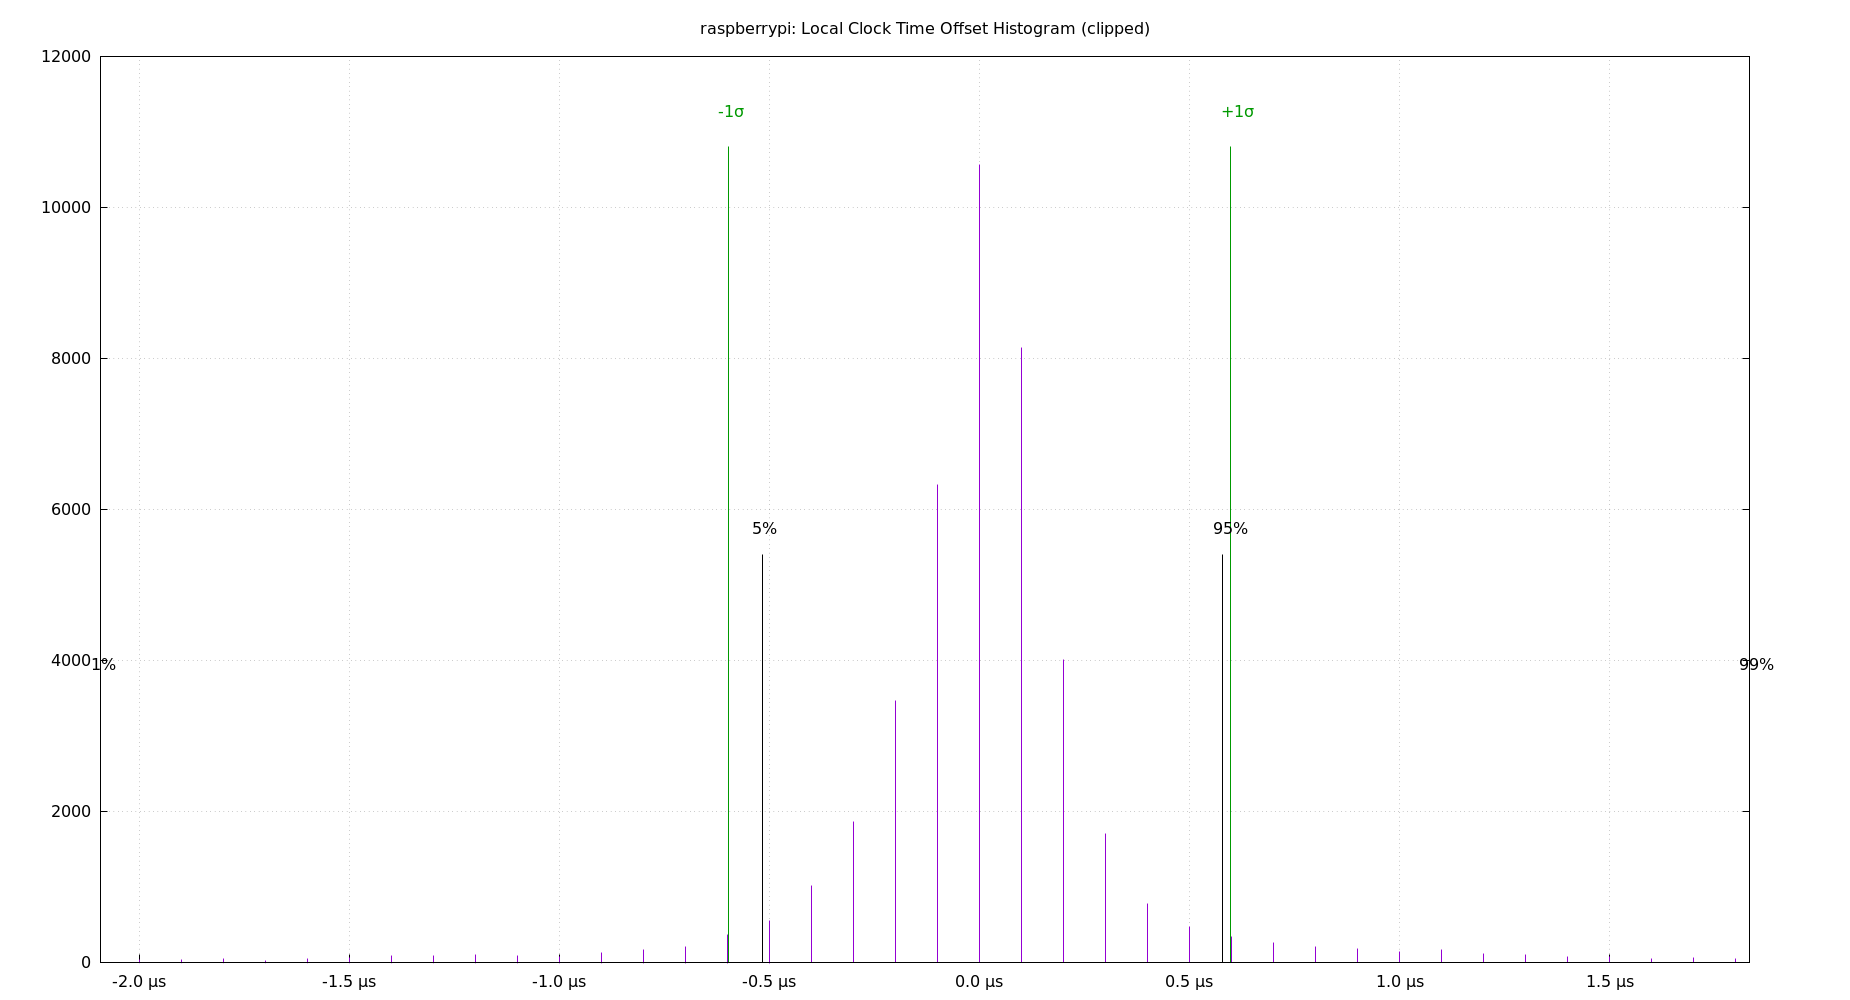 raspberrypi: Local Clock Time Offset Histogram (clipped)
12000
-1σ +1σ
10000
8000
6000
5% 95%
4000 1% 99%
2000
0
-2.0 µs -1.5 µs -1.0 µs -0.5 µs 0.0 µs 0.5 µs 1.0 µs 1.5 µs